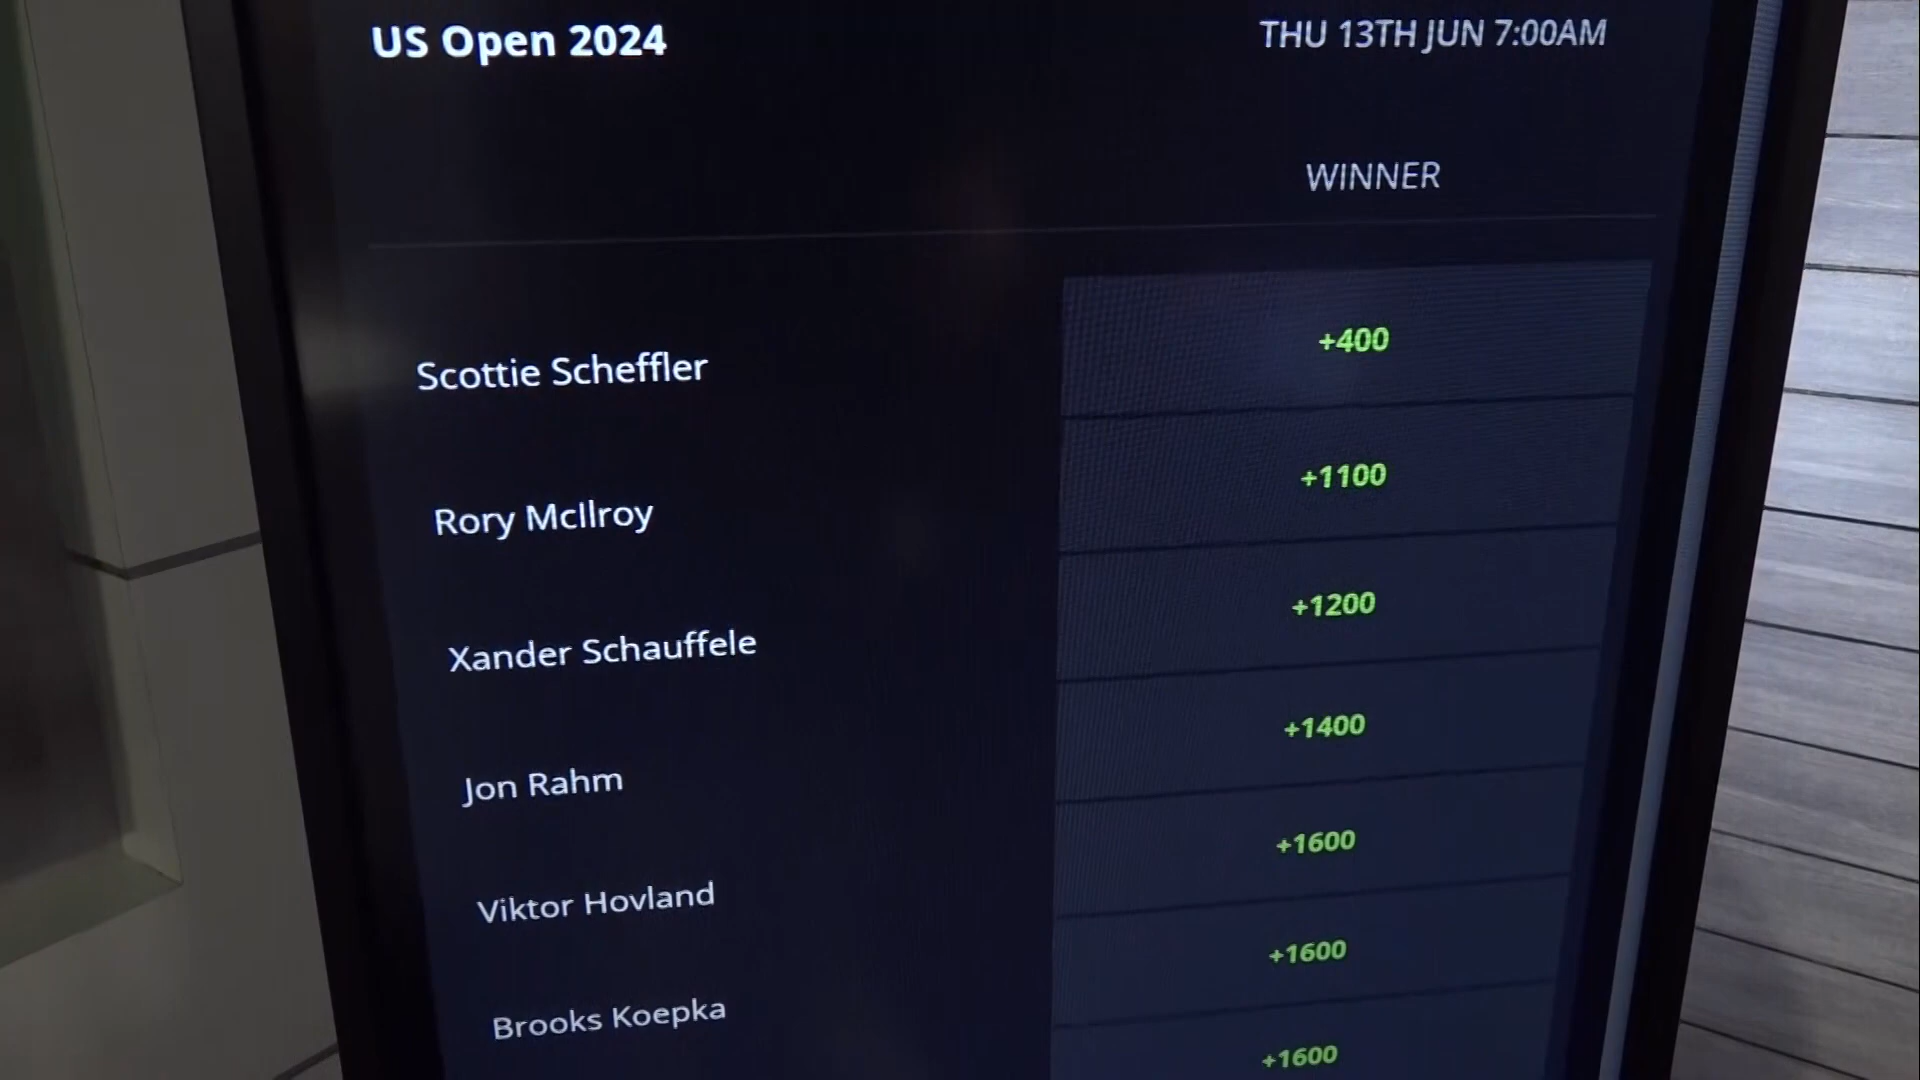 US Open 2024 THU 13TH JUN 7:00AM
WINNER
Scottie Scheffler +400
Rory McIlroy +1100
Xander Schauffele +1200
Jon Rahm +1400
Viktor Hovland +1600
Brooks Koepka +1600
+1600